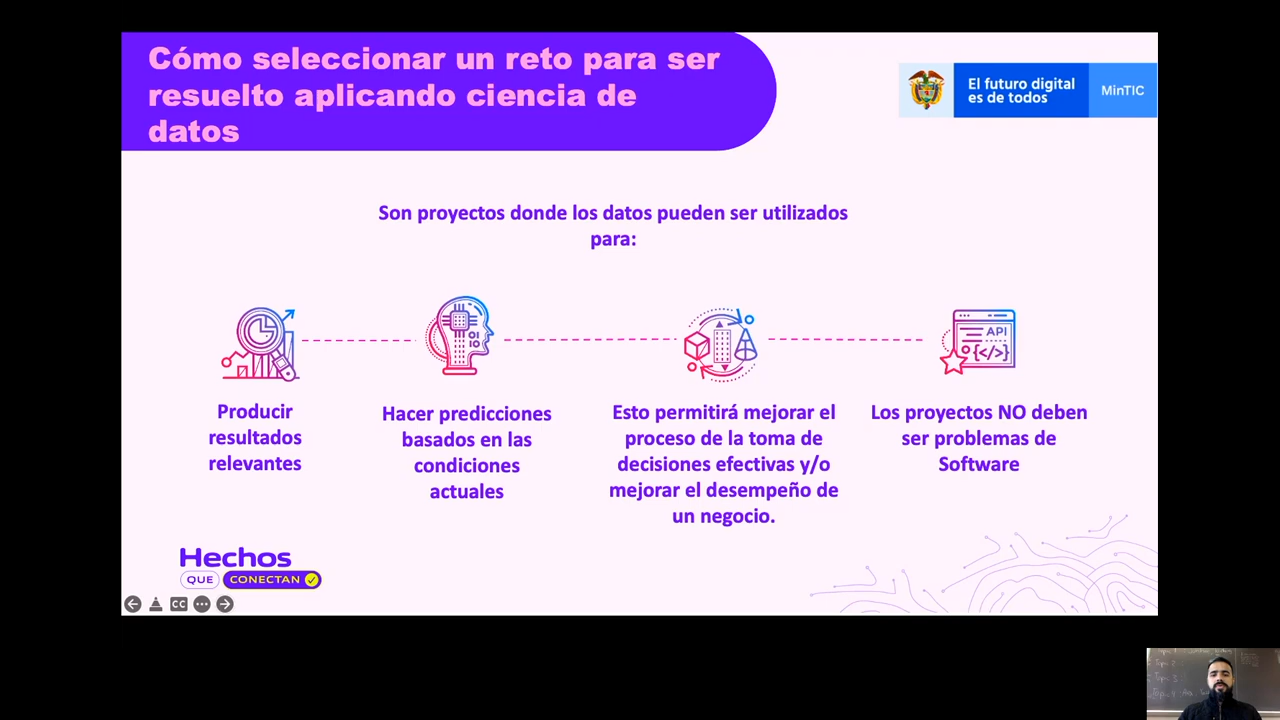 Cómo seleccionar un reto para ser
resuelto aplicando ciencia de
datos
El futuro digital
es de todos
MinTIC
Son proyectos donde los datos pueden ser utilizados
para:
API
{</>}
Producir
resultados
relevantes
Hacer predicciones
basados en las
condiciones
actuales
Esto permitirá mejorar el
proceso de la toma de
decisiones efectivas y/o
mejorar el desempeño de
un negocio.
Los proyectos NO deben
ser problemas de
Software
Hechos
QUE CONECTAN
CC